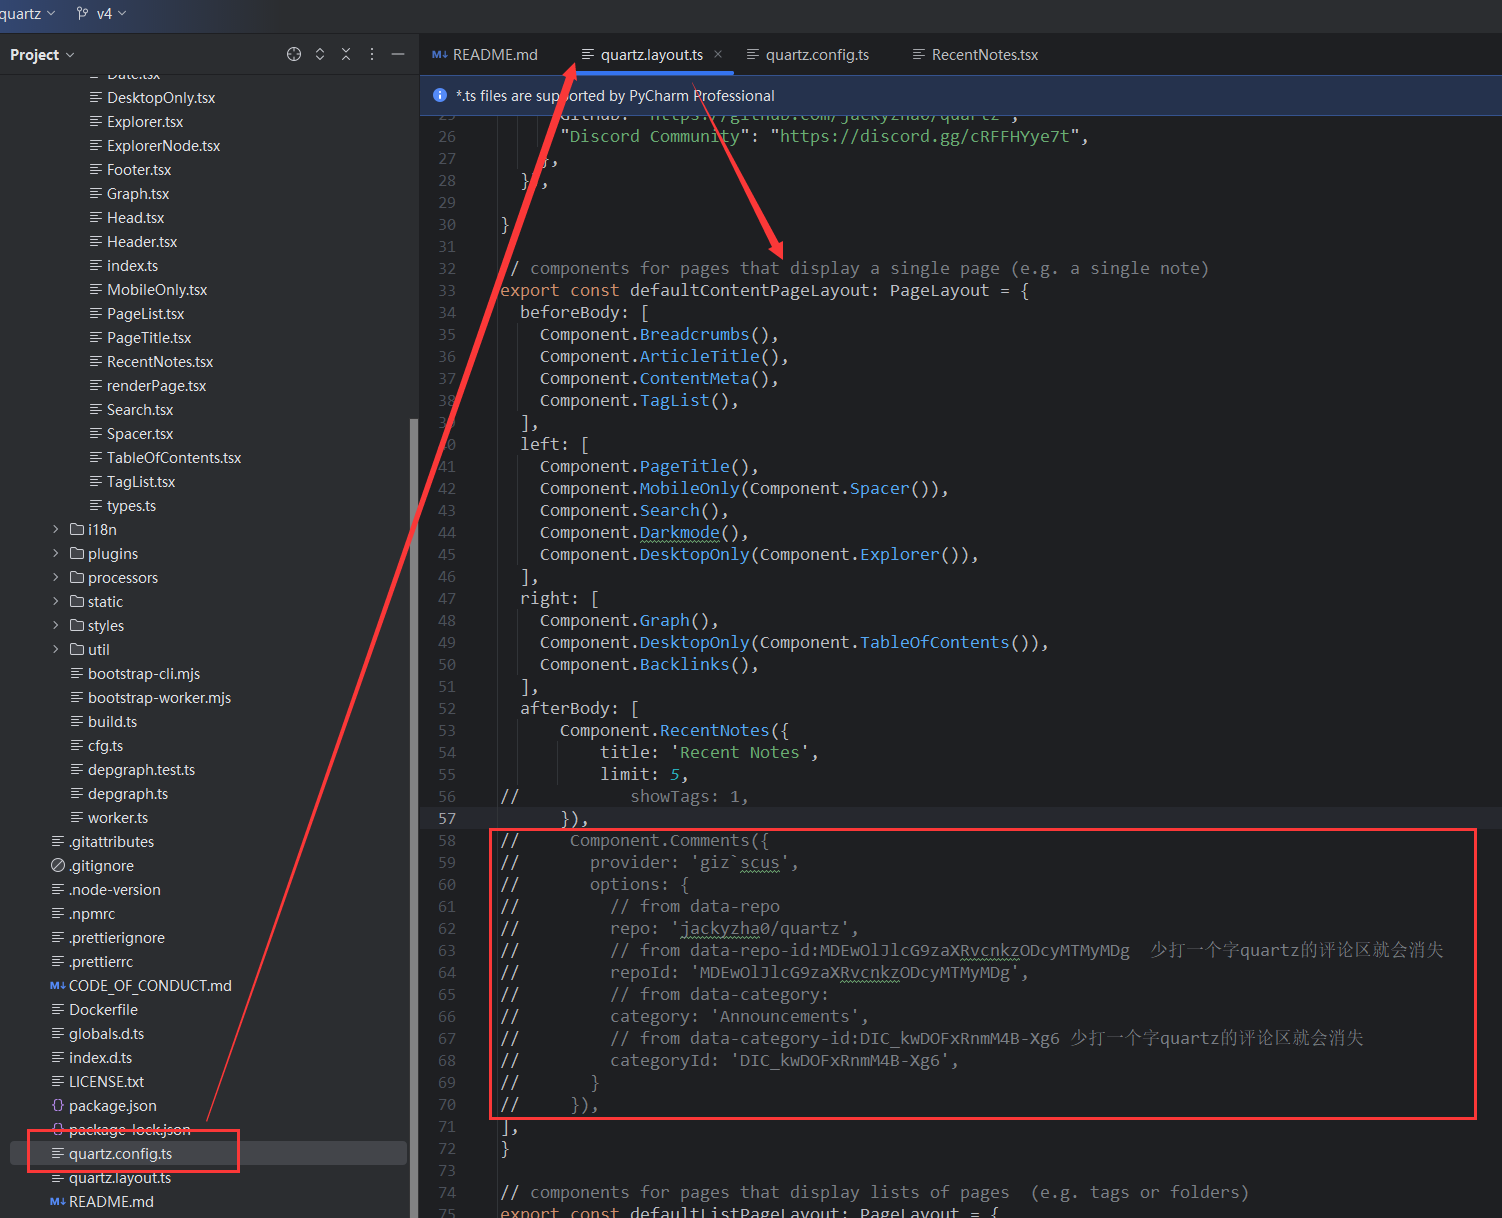 quartz
v4
Project
Date.tsx
DesktopOnly.tsx
Explorer.tsx
ExplorerNode.tsx
Footer.tsx
Graph.tsx
Head.tsx
Header.tsx
index.ts
MobileOnly.tsx
PageList.tsx
PageTitle.tsx
RecentNotes.tsx
renderPage.tsx
Search.tsx
Spacer.tsx
TableOfContents.tsx
TagList.tsx
types.ts
i18n
plugins
processors
static
styles
util
bootstrap-cli.mjs
bootstrap-worker.mjs
build.ts
cfg.ts
depgraph.test.ts
depgraph.ts
worker.ts
.gitattributes
.gitignore
.node-version
.npmrc
.prettierignore
.prettierrc
M↓ CODE_OF_CONDUCT.md
Dockerfile
globals.d.ts
index.d.ts
LICENSE.txt
{} package.json
{} package-lock.json
quartz.config.ts
quartz.layout.ts
M↓ README.md
M↓ README.md
quartz.layout.ts
quartz.config.ts
RecentNotes.tsx
*.ts files are supported by PyCharm Professional
25 GitHub: "https://github.com/jackyzha0/quartz",
26 "Discord Community": "https://discord.gg/cRFFHYye7t",
27 },
28 }),
29
30 }
31
32 // components for pages that display a single page (e.g. a single note)
33 export const defaultContentPageLayout: PageLayout = {
34 beforeBody: [
35 Component.Breadcrumbs(),
36 Component.ArticleTitle(),
37 Component.ContentMeta(),
38 Component.TagList(),
39 ],
40 left: [
41 Component.PageTitle(),
42 Component.MobileOnly(Component.Spacer()),
43 Component.Search(),
44 Component.Darkmode(),
45 Component.DesktopOnly(Component.Explorer()),
46 ],
47 right: [
48 Component.Graph(),
49 Component.DesktopOnly(Component.TableOfContents()),
50 Component.Backlinks(),
51 ],
52 afterBody: [
53 Component.RecentNotes({
54 title: 'Recent Notes',
55 limit: 5,
56 // showTags: 1,
57 }),
58 // Component.Comments({
59 // provider: 'giz`scus',
60 // options: {
61 // // from data-repo
62 // repo: 'jackyzha0/quartz',
63 // // from data-repo-id:MDEwOlJlcG9zaXRvcnkzODcyMTMyMDg 少打一个字quartz的评论区就会消失
64 // repoId: 'MDEwOlJlcG9zaXRvcnkzODcyMTMyMDg',
65 // // from data-category:
66 // category: 'Announcements',
67 // // from data-category-id:DIC_kwDOFxRnmM4B-Xg6 少打一个字quartz的评论区就会消失
68 // categoryId: 'DIC_kwDOFxRnmM4B-Xg6',
69 // }
70 // }),
71 ],
72 }
73
74 // components for pages that display lists of pages (e.g. tags or folders)
75 export const defaultListPageLayout: PageLayout = {